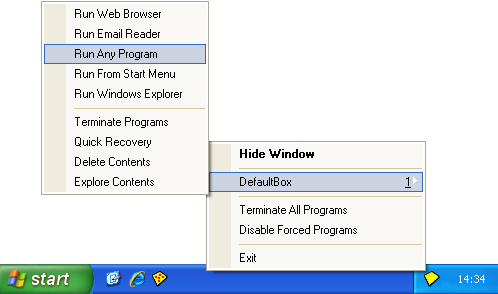 Run Web Browser
Run Email Reader
Run Any Program
Run From Start Menu
Run Windows Explorer
Terminate Programs
Quick Recovery
Delete Contents
Explore Contents
Hide Window
DefaultBox 1
Terminate All Programs
Disable Forced Programs
Exit
start
14:34